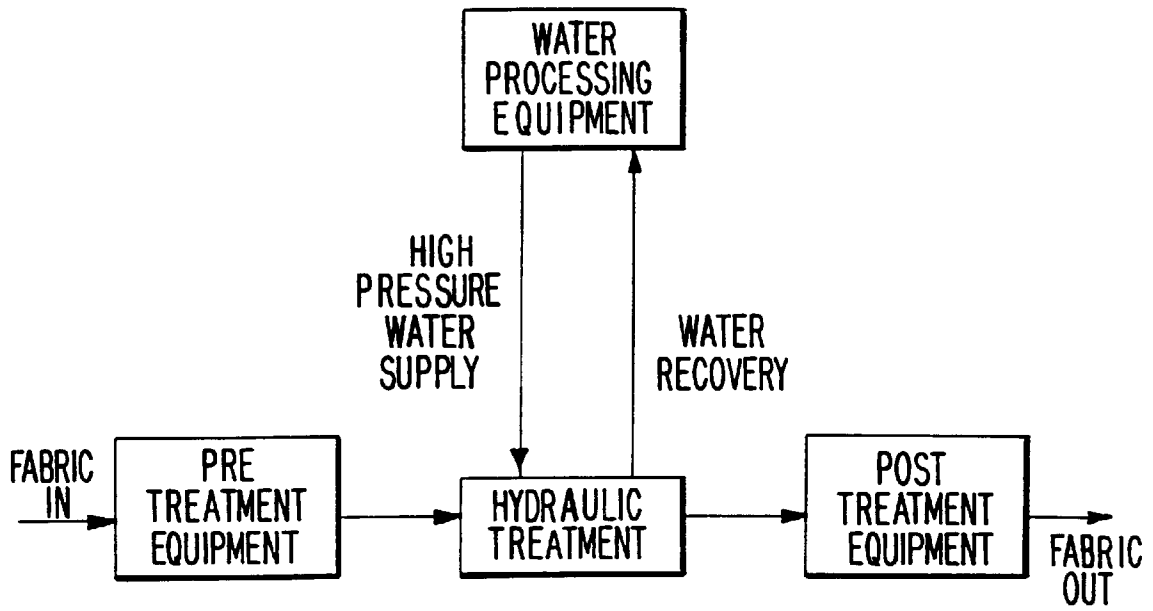 WATER
PROCESSING
EQUIPMENT
HIGH
PRESSURE
WATER
SUPPLY
WATER
RECOVERY
FABRIC
IN
PRE
TREATMENT
EQUIPMENT
HYDRAULIC
TREATMENT
POST
TREATMENT
EQUIPMENT
FABRIC
OUT